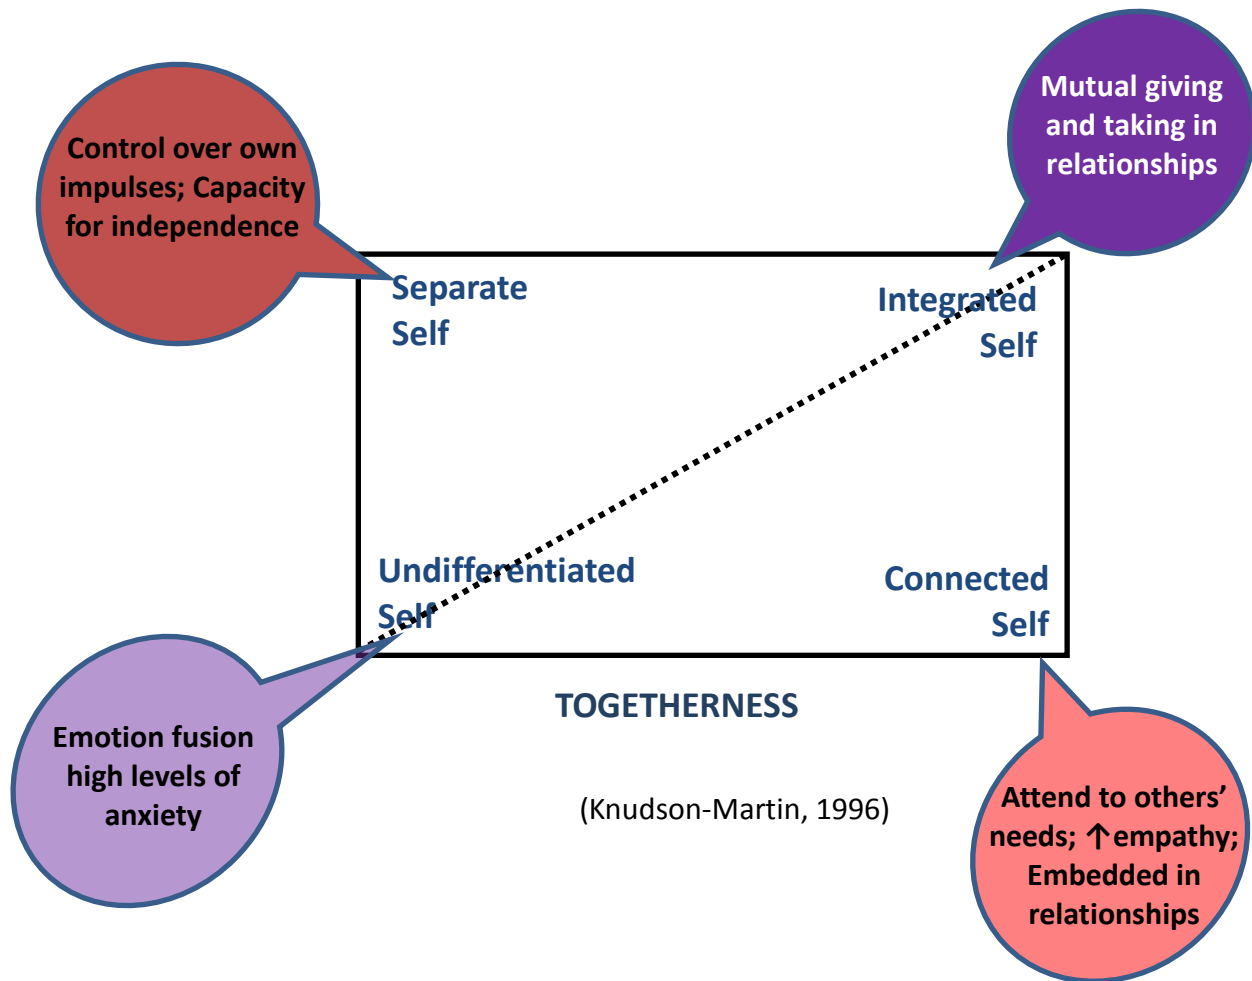 Mutual giving
and taking in
relationships
Control over own
impulses; Capacity
for independence
Separate
Self
Integrated
Self
Undifferentiated
Self
Connected
Self
TOGETHERNESS
Emotion fusion
high levels of
anxiety
(Knudson-Martin, 1996)
Attend to others’
needs; ↑empathy;
Embedded in
relationships